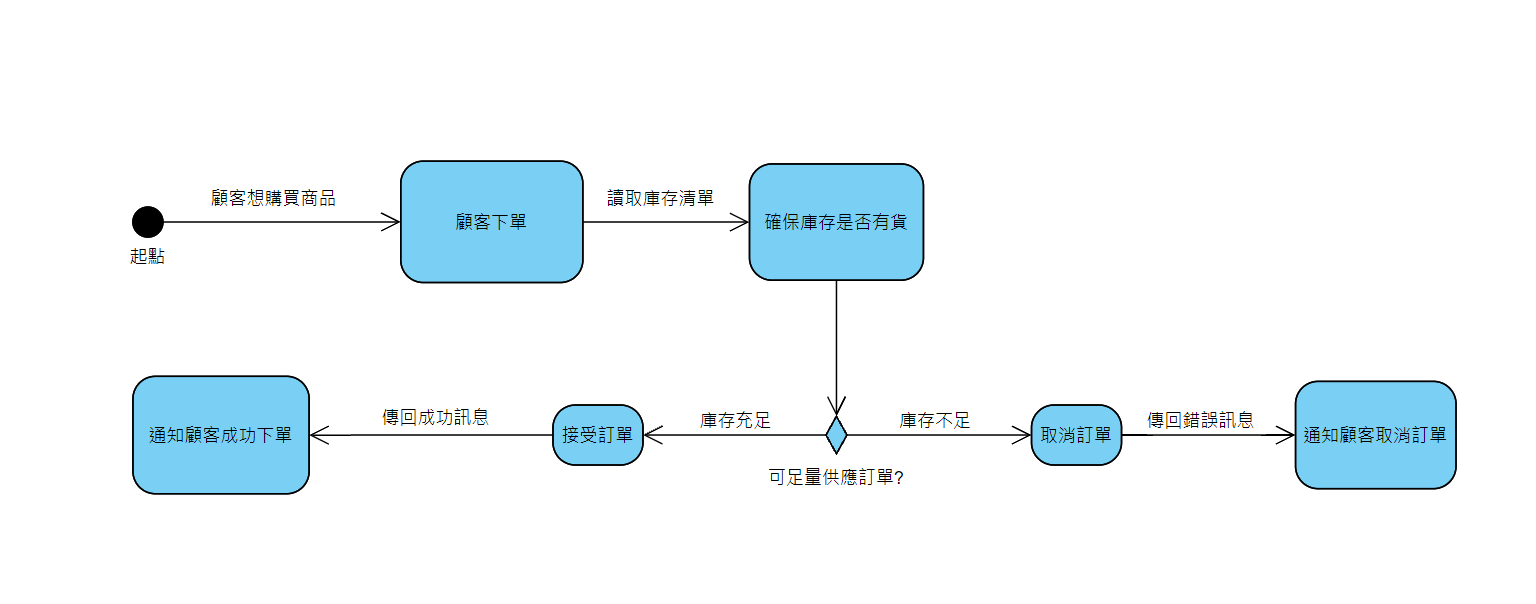 顧客想購買商品
讀取庫存清單
顧客下單
確保庫存是否有貨
起點
傳回成功訊息
庫存充足
庫存不足
傳回錯誤訊息
通知顧客成功下單
接受訂單
取消訂單
通知顧客取消訂單
可足量供應訂單?